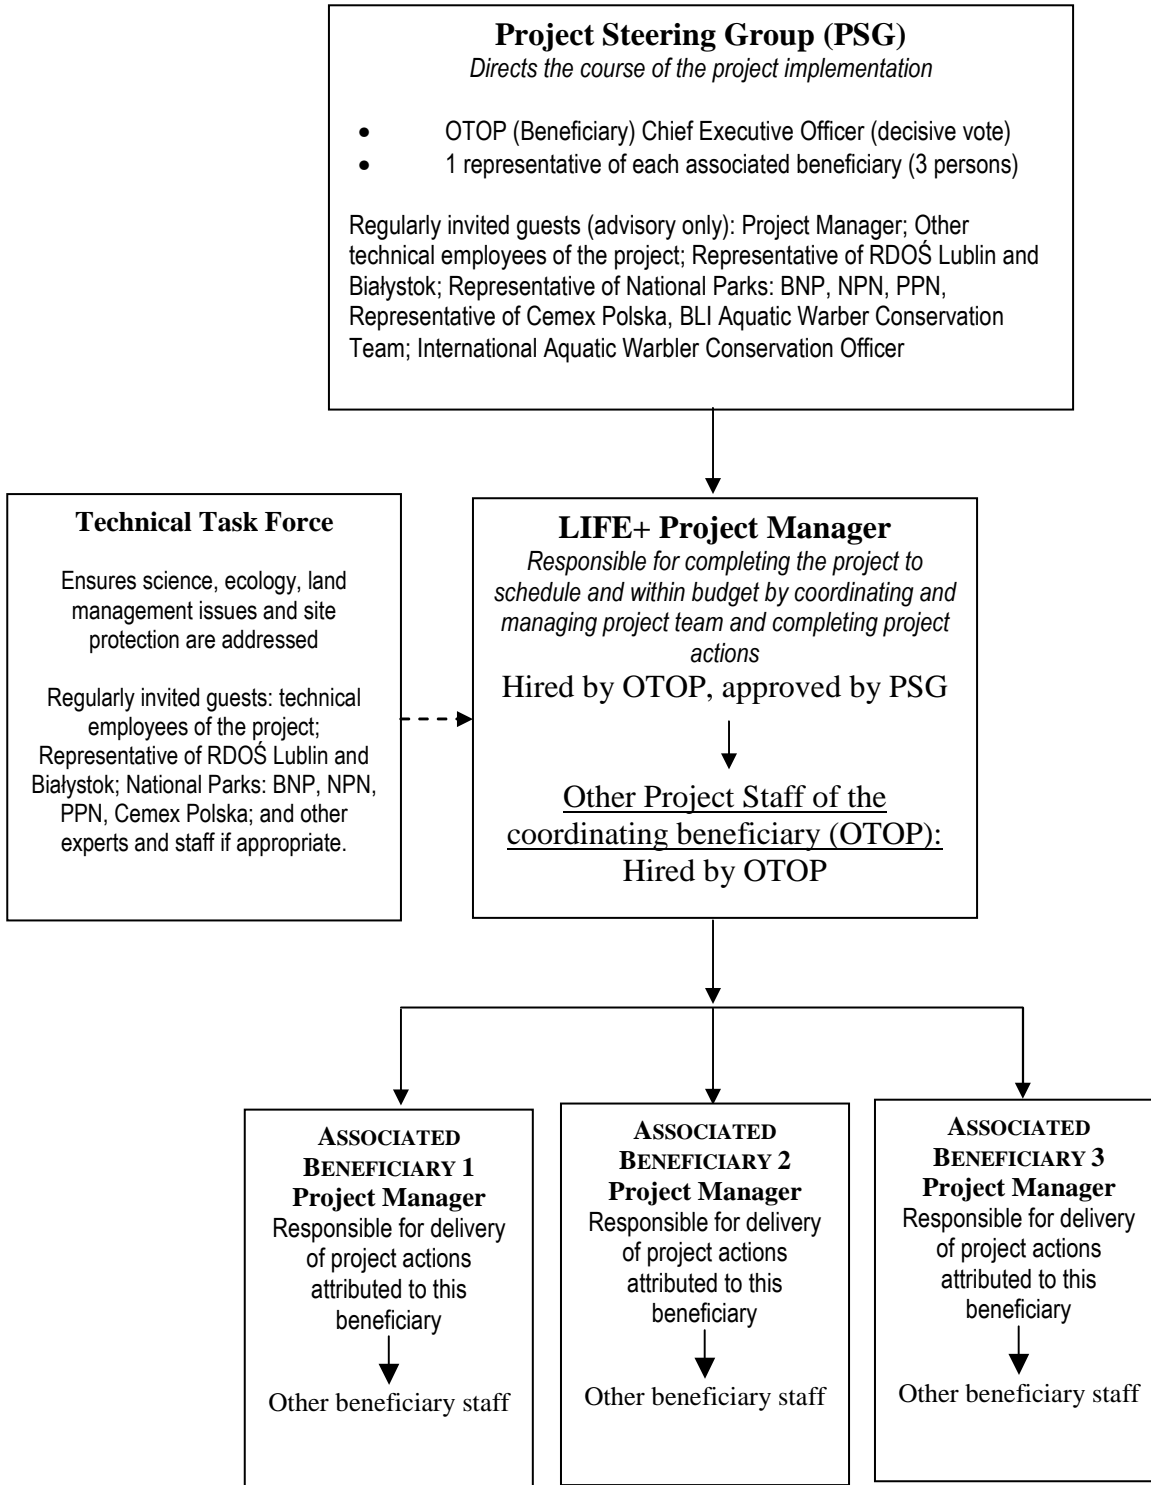 Project Steering Group (PSG)
Directs the course of the project implementation
• OTOP (Beneficiary) Chief Executive Officer (decisive vote)
• 1 representative of each associated beneficiary (3 persons)
Regularly invited guests (advisory only): Project Manager; Other
technical employees of the project; Representative of RDOŚ Lublin and
Białystok; Representative of National Parks: BNP, NPN, PPN,
Representative of Cemex Polska, BLI Aquatic Warber Conservation
Team; International Aquatic Warbler Conservation Officer
Technical Task Force
Ensures science, ecology, land
management issues and site
protection are addressed
Regularly invited guests: technical
employees of the project;
Representative of RDOŚ Lublin and
Białystok; National Parks: BNP, NPN,
PPN, Cemex Polska; and other
experts and staff if appropriate.
LIFE+ Project Manager
Responsible for completing the project to
schedule and within budget by coordinating and
managing project team and completing project
actions
Hired by OTOP, approved by PSG
Other Project Staff of the
coordinating beneficiary (OTOP):
Hired by OTOP
ASSOCIATED
BENEFICIARY 1
Project Manager
Responsible for delivery
of project actions
attributed to this
beneficiary
Other beneficiary staff
ASSOCIATED
BENEFICIARY 2
Project Manager
Responsible for delivery
of project actions
attributed to this
beneficiary
Other beneficiary staff
ASSOCIATED
BENEFICIARY 3
Project Manager
Responsible for delivery
of project actions
attributed to this
beneficiary
Other beneficiary staff